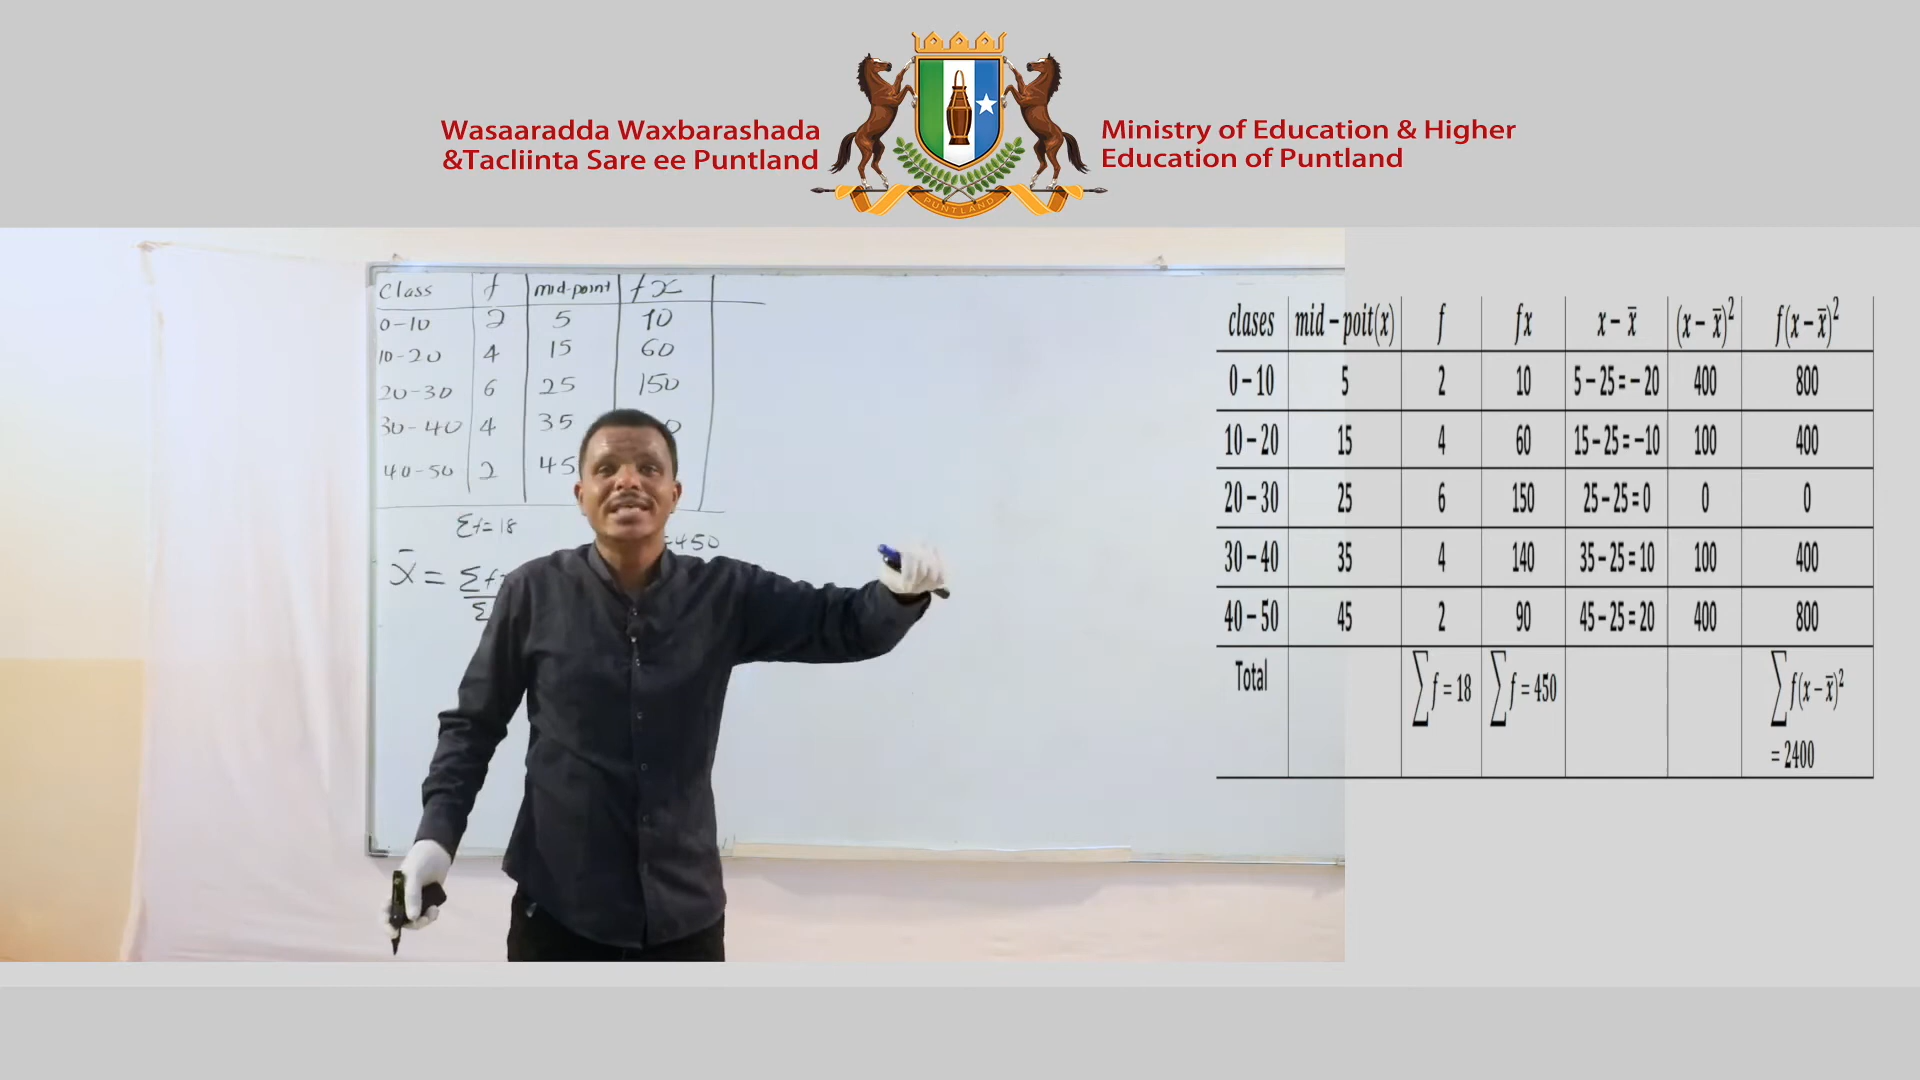 Wasaaradda Waxbarashada
&Tacliinta Sare ee Puntland
Ministry of Education & Higher
Education of Puntland
PUNTLAND
Class f mid-point fx
0-10 2 5 10
10-20 4 15 60
20-30 6 25 150
30-40 4 35
40-50 2 45
Σf=18
=450
x̄ = Σf
Σ
clases mid-poit(x) f fx x-x̄ (x-x̄)² f(x-x̄)²
0-10 5 2 10 5-25=-20 400 800
10-20 15 4 60 15-25=-10 100 400
20-30 25 6 150 25-25=0 0 0
30-40 35 4 140 35-25=10 100 400
40-50 45 2 90 45-25=20 400 800
Total ∑f=18 ∑f=450 ∑f(x-x̄)²
=2400